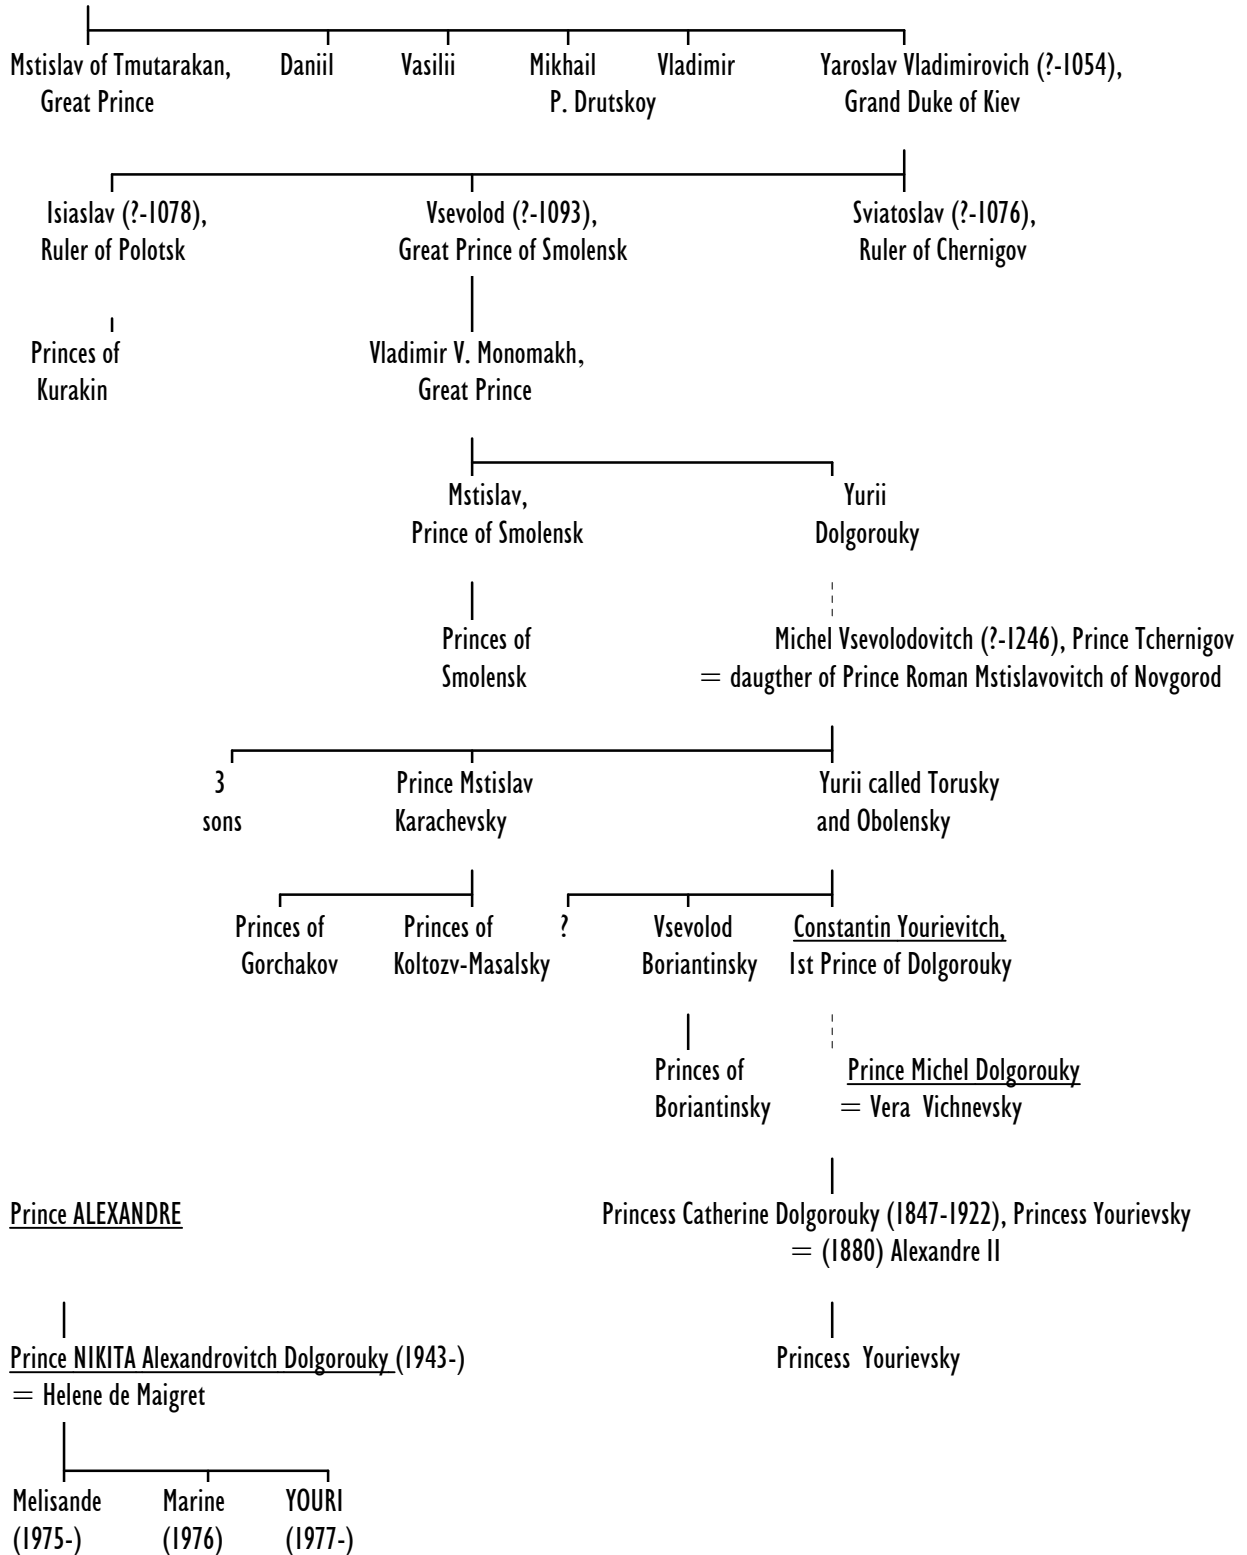 Mstislav of Tmutarakan, Daniil Vasilii Mikhail Vladimir Yaroslav Vladimirovich (?-1054),
Great Prince P. Drutskoy Grand Duke of Kiev
Isiaslav (?-1078), Vsevolod (?-1093), Sviatoslav (?-1076),
Ruler of Polotsk Great Prince of Smolensk Ruler of Chernigov
Princes of Vladimir V. Monomakh,
Kurakin Great Prince
Mstislav, Yurii
Prince of Smolensk Dolgorouky
Princes of Michel Vsevolodovitch (?-1246), Prince Tchernigov
Smolensk = daugther of Prince Roman Mstislavovitch of Novgorod
3 Prince Mstislav Yurii called Torusky
sons Karachevsky and Obolensky
Princes of Princes of ? Vsevolod Constantin Yourievitch,
Gorchakov Koltozv-Masalsky Boriantinsky 1st Prince of Dolgorouky
Princes of Prince Michel Dolgorouky
Boriantinsky = Vera Vichnevsky
Prince ALEXANDRE Princess Catherine Dolgorouky (1847-1922), Princess Yourievsky
= (1880) Alexandre II
Prince NIKITA Alexandrovitch Dolgorouky (1943-) Princess Yourievsky
= Helene de Maigret
Melisande Marine YOURI
(1975-) (1976) (1977-)